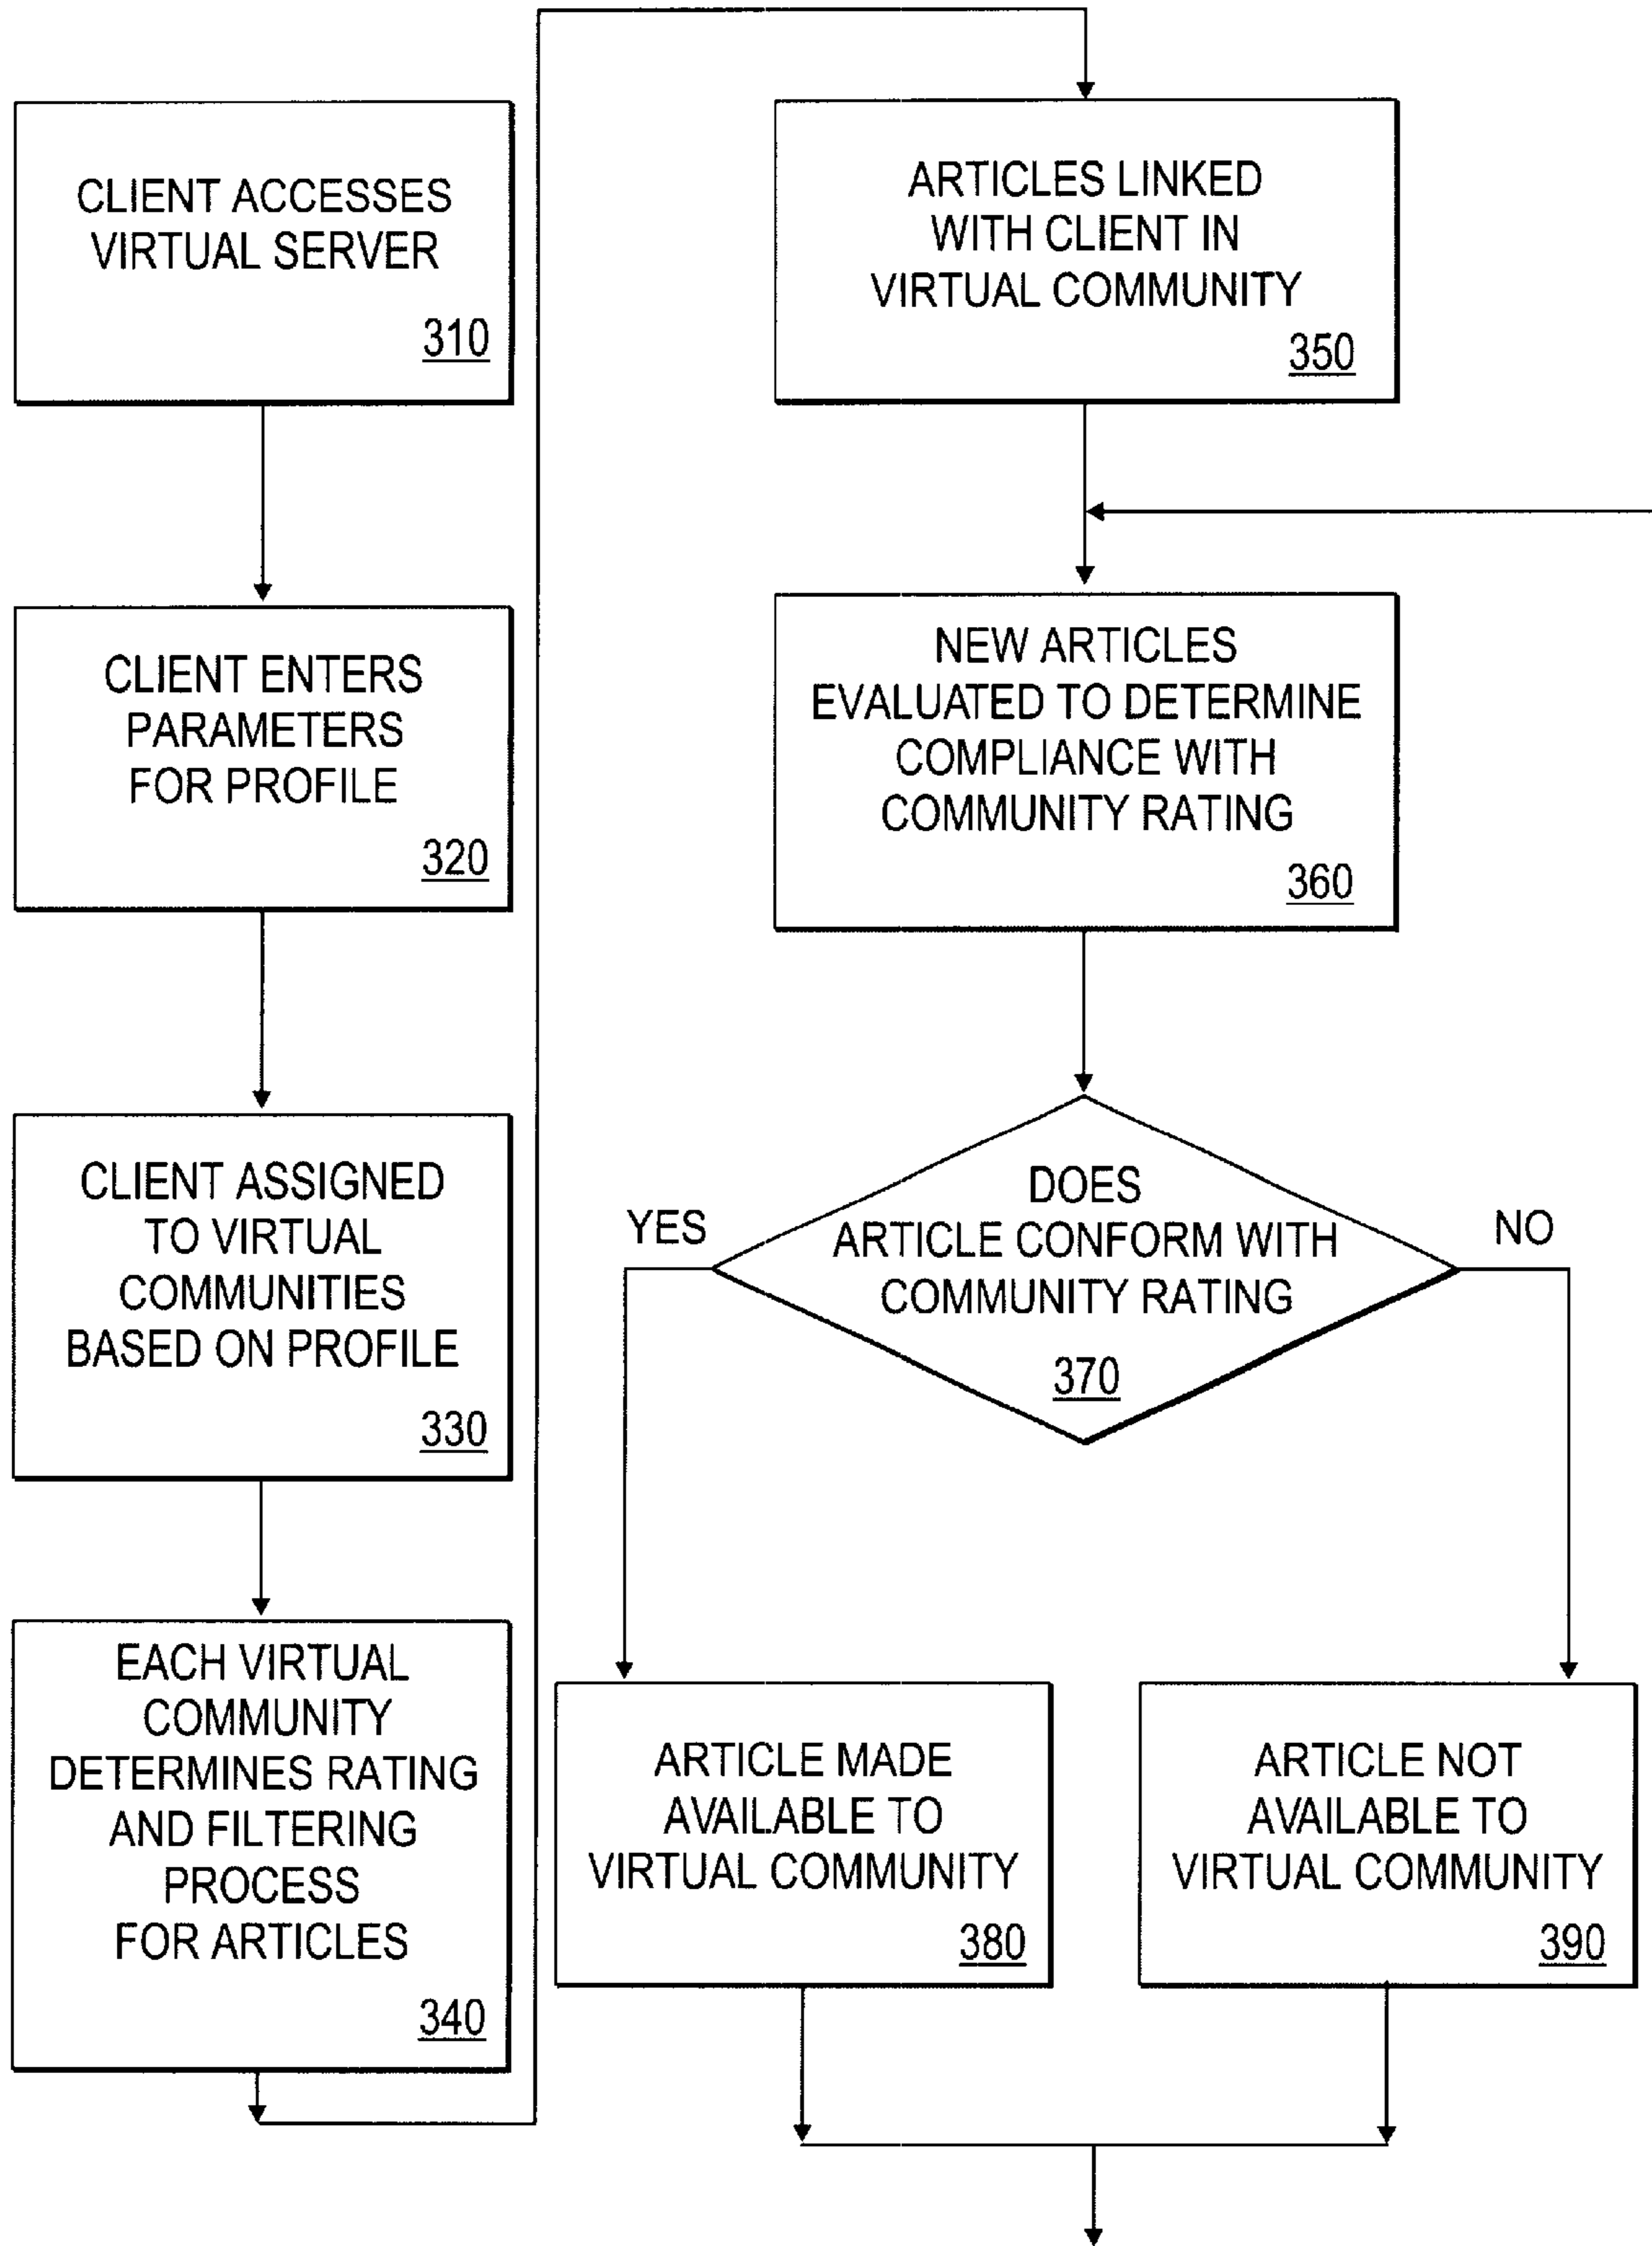 CLIENT ACCESSES
VIRTUAL SERVER
310
CLIENT ENTERS
PARAMETERS
FOR PROFILE
320
CLIENT ASSIGNED
TO VIRTUAL
COMMUNITIES
BASED ON PROFILE
330
EACH VIRTUAL
COMMUNITY
DETERMINES RATING
AND FILTERING
PROCESS
FOR ARTICLES
340
ARTICLES LINKED
WITH CLIENT IN
VIRTUAL COMMUNITY
350
NEW ARTICLES
EVALUATED TO DETERMINE
COMPLIANCE WITH
COMMUNITY RATING
360
DOES
ARTICLE CONFORM WITH
COMMUNITY RATING
370
YES
NO
ARTICLE MADE
AVAILABLE TO
VIRTUAL COMMUNITY
380
ARTICLE NOT
AVAILABLE TO
VIRTUAL COMMUNITY
390